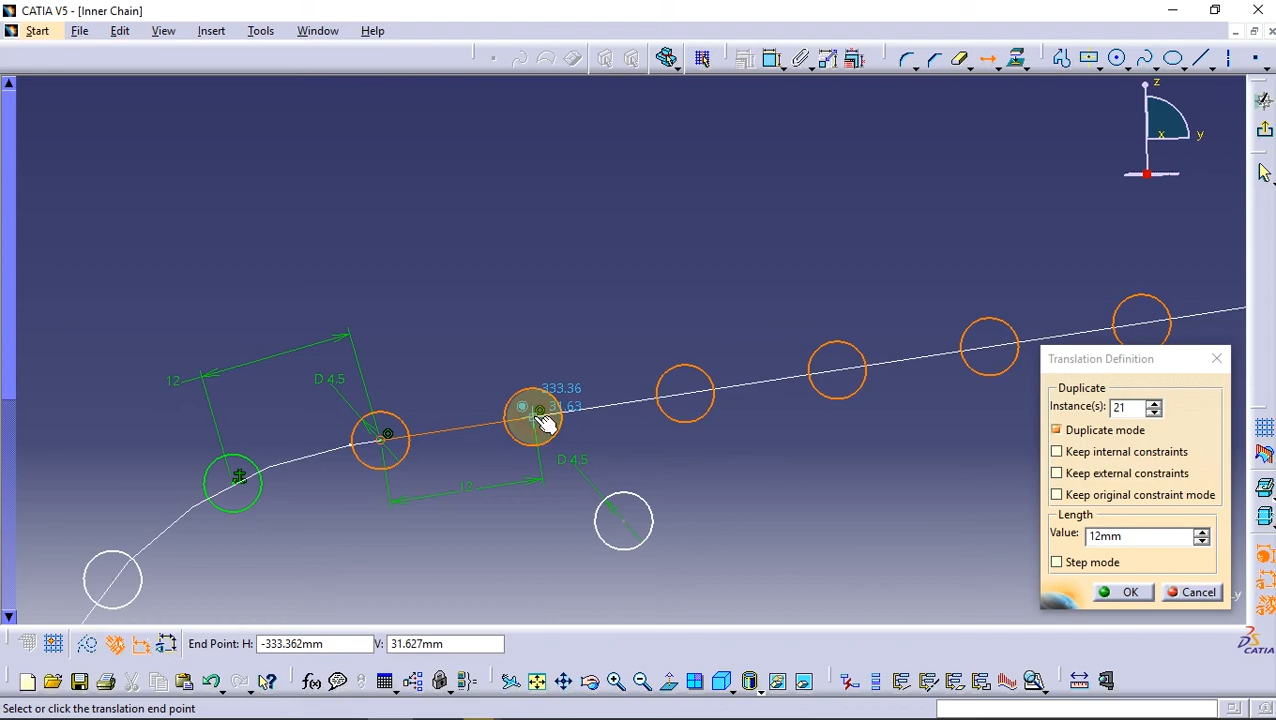 CATIA V5 - [Inner Chain]
Start File Edit View Insert Tools Window Help
z
x y
12
D 4,5
333.36
31.63
D 4,5
12
Translation Definition
Duplicate
Instance(s): 21
Duplicate mode
Keep internal constraints
Keep external constraints
Keep original constraint mode
Length
Value: 12mm
Step mode
OK Cancel
y
End Point: H: -333.362mm V: 31.627mm
f(x)
CATIA
Select or click the translation end point